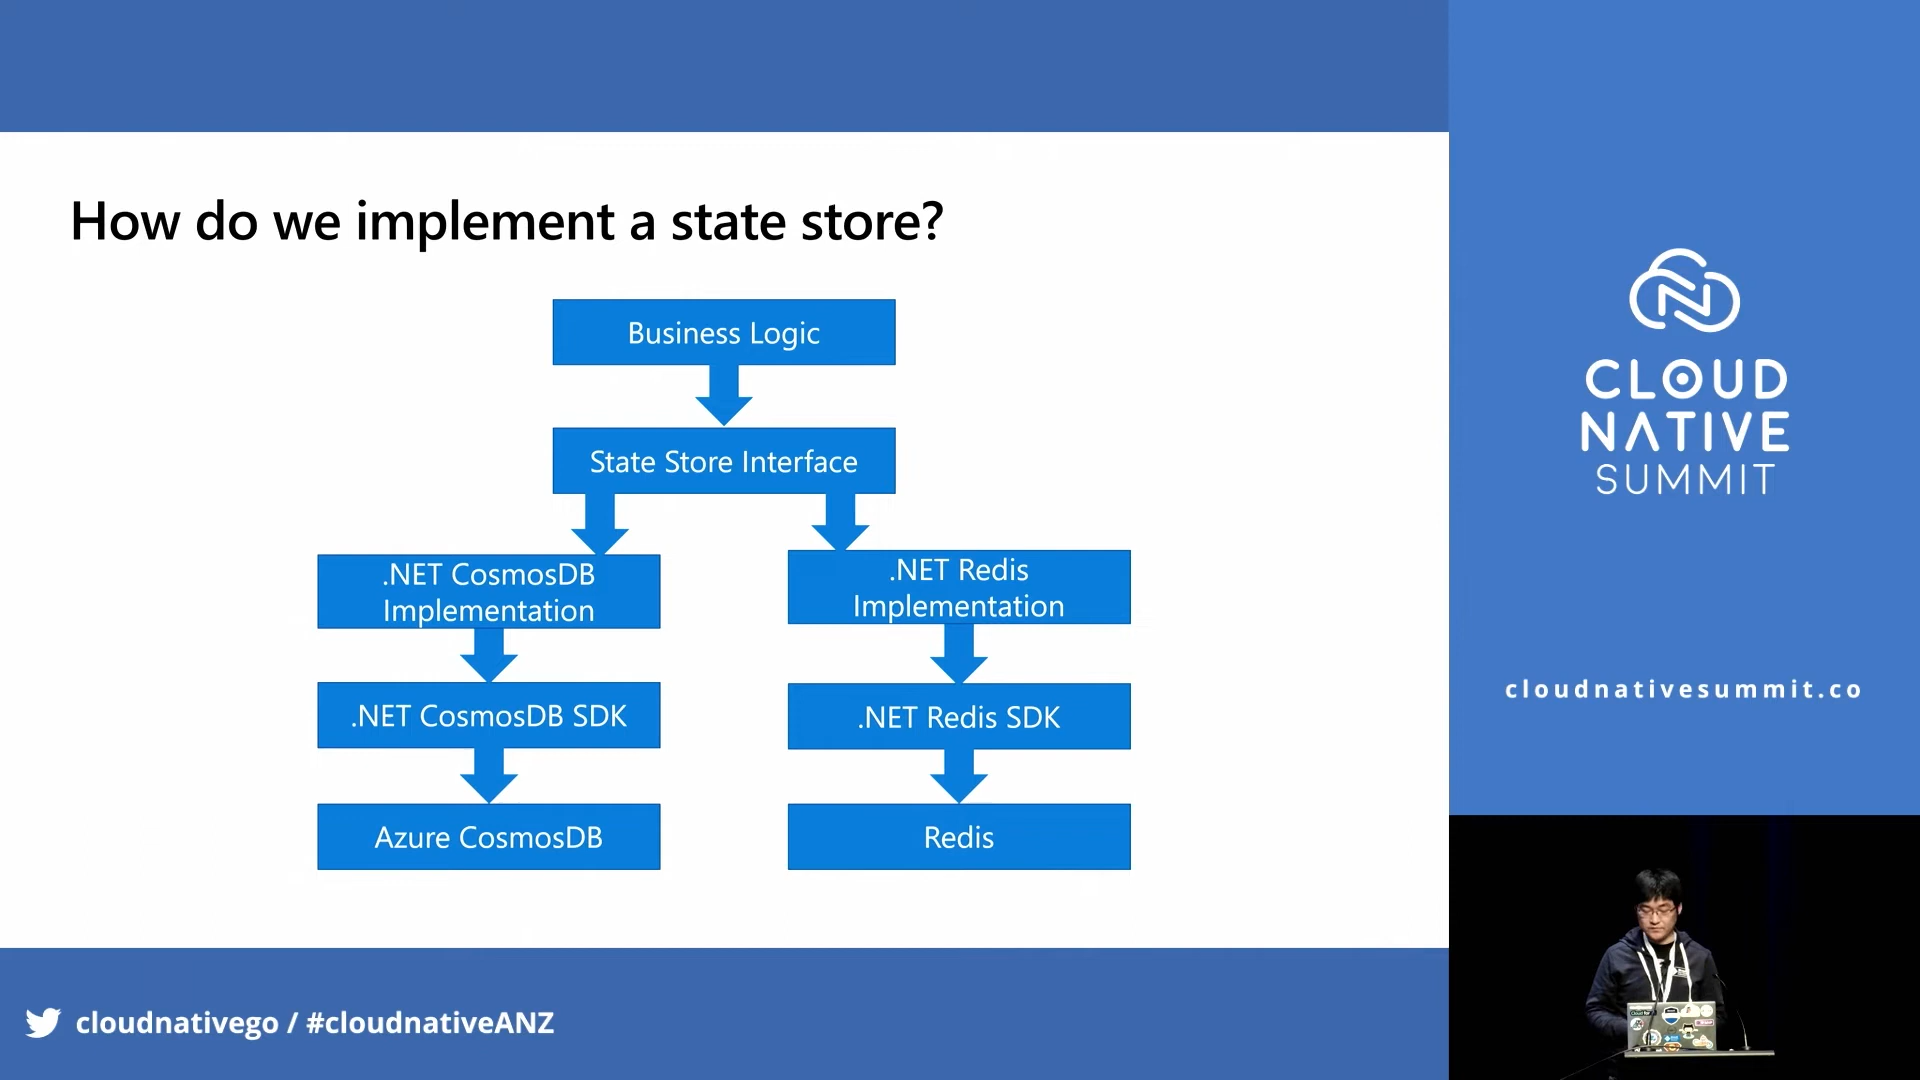 How do we implement a state store?
Business Logic
State Store Interface
.NET CosmosDB
Implementation
.NET Redis
Implementation
.NET CosmosDB SDK
.NET Redis SDK
Azure CosmosDB
Redis
CLOUD
NATIVE
SUMMIT
cloudnativesummit.co
cloudnativego / #cloudnativeANZ